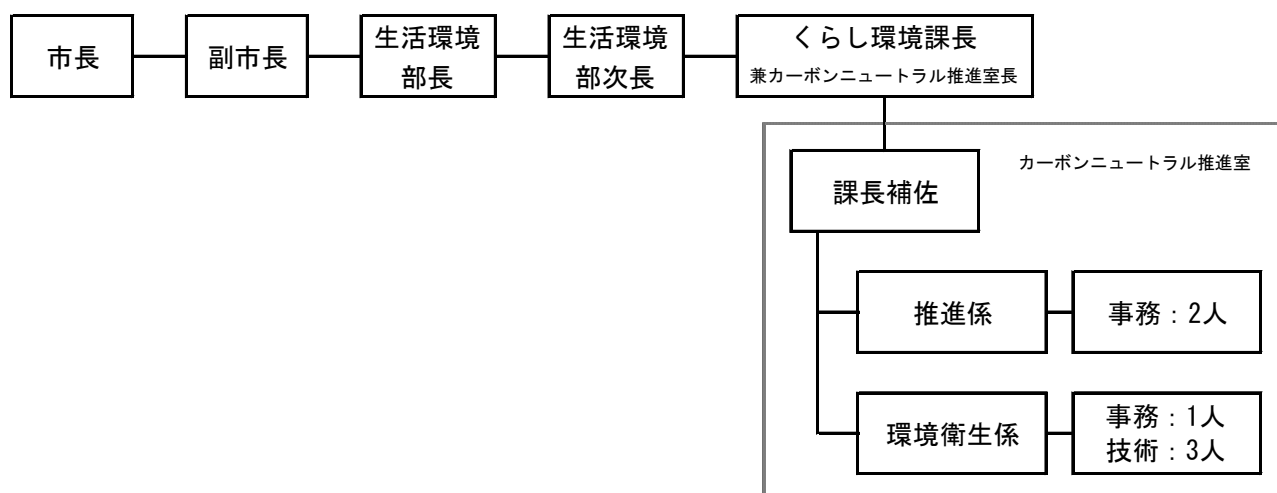 市長
副市長
生活環境
部長
生活環境
部次長
くらし環境課長
兼カーボンニュートラル推進室長
カーボンニュートラル推進室
課長補佐
推進係
事務：2人
環境衛生係
事務：1人
技術：3人